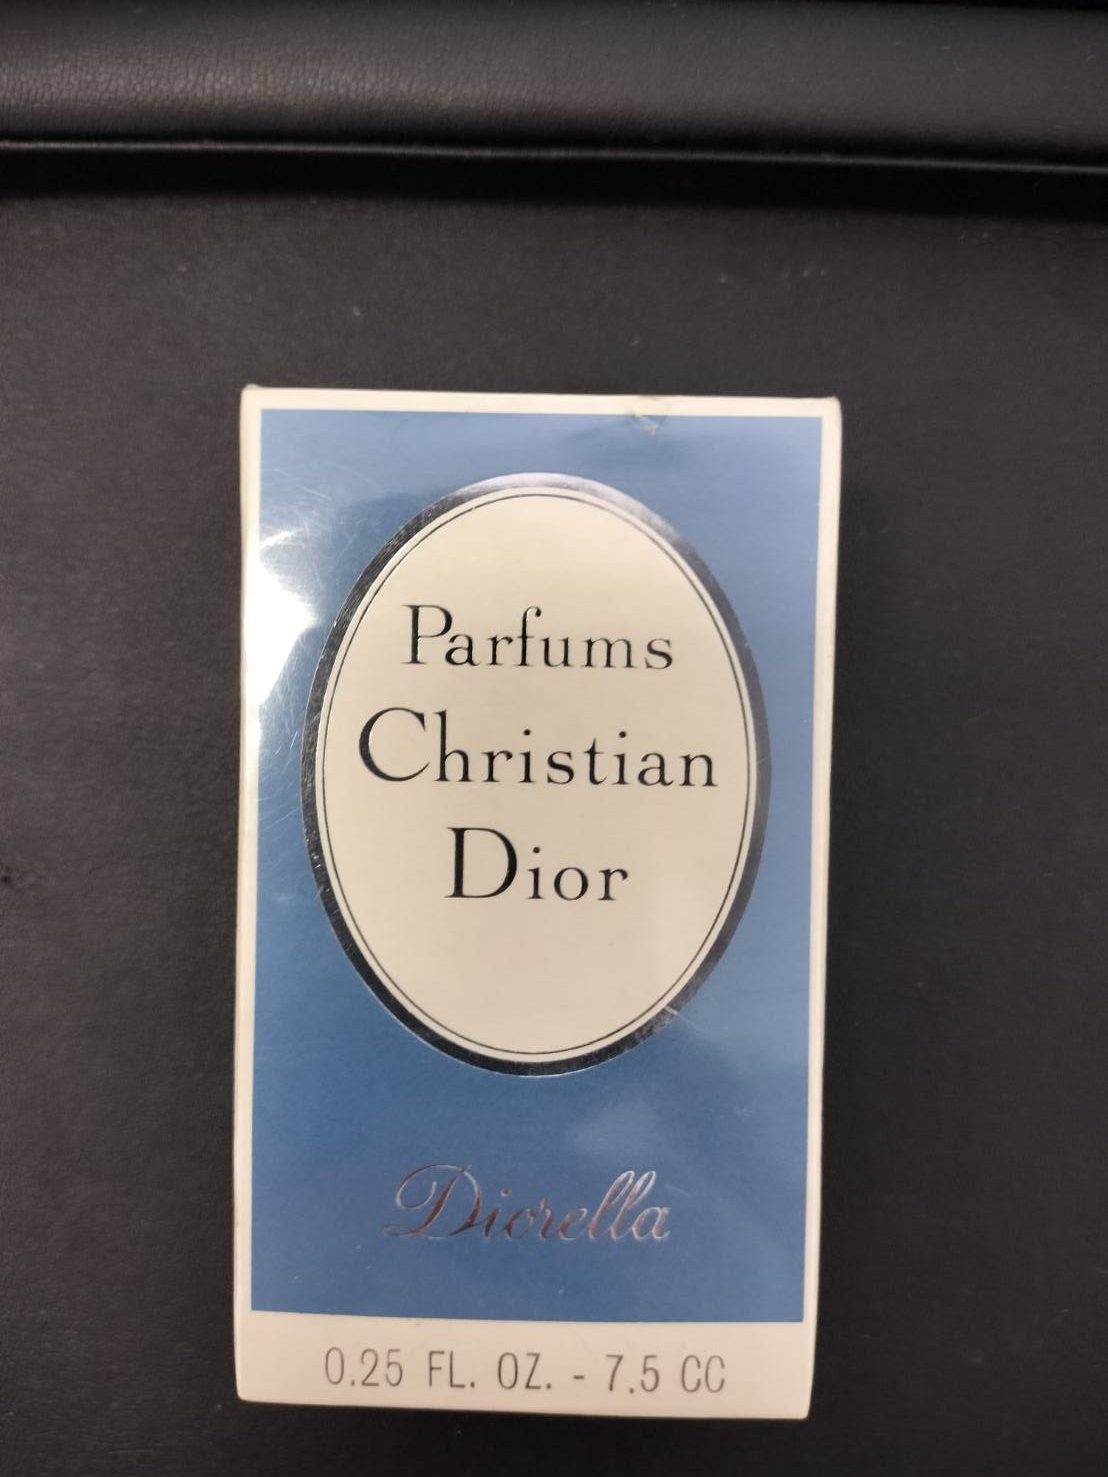 Parfums
Christian
Dior
Diorella
0.25 FL. OZ. - 7.5 CC